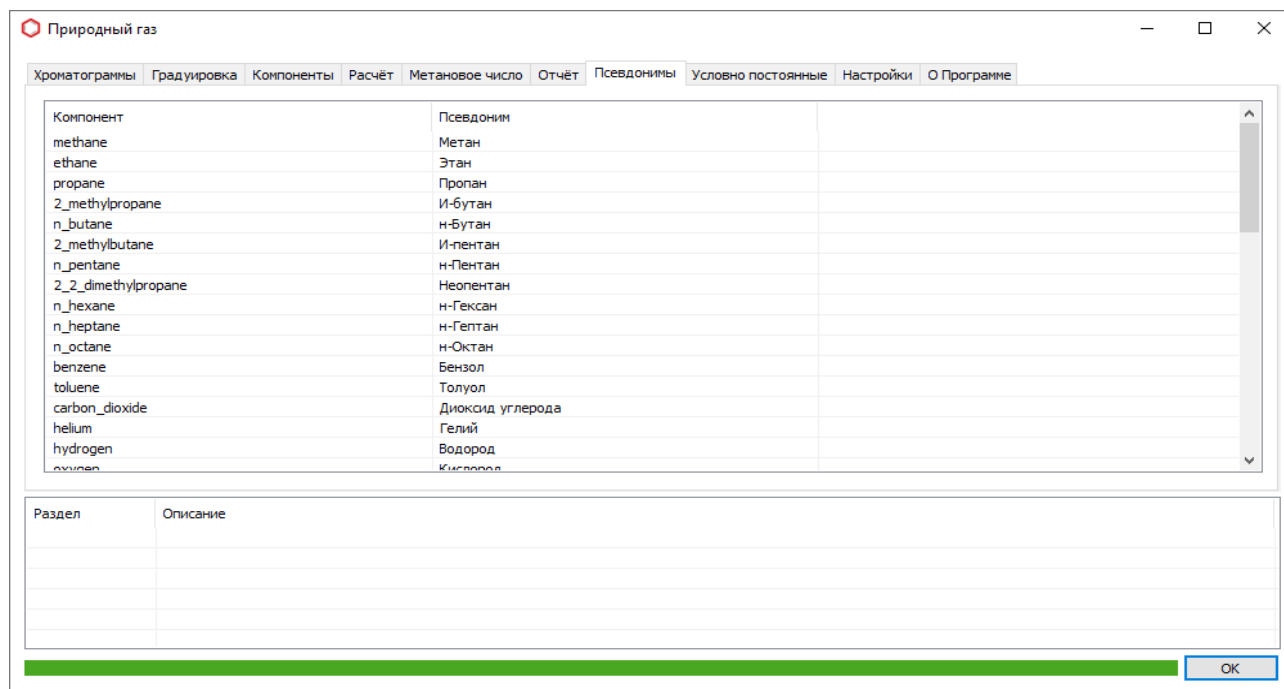 Природный газ
Хроматограммы Градуировка Компоненты Расчёт Метановое число Отчёт Псевдонимы Условно постоянные Настройки О Программе
Компонент Псевдоним
methane Метан
ethane Этан
propane Пропан
2_methylpropane И-бутан
n_butane н-Бутан
2_methylbutane И-пентан
n_pentane н-Пентан
2_2_dimethylpropane Неопентан
n_hexane н-Гексан
n_heptane н-Гептан
n_octane н-Октан
benzene Бензол
toluene Толуол
carbon_dioxide Диоксид углерода
helium Гелий
hydrogen Водород
oxygen Кислород
Раздел Описание
OK